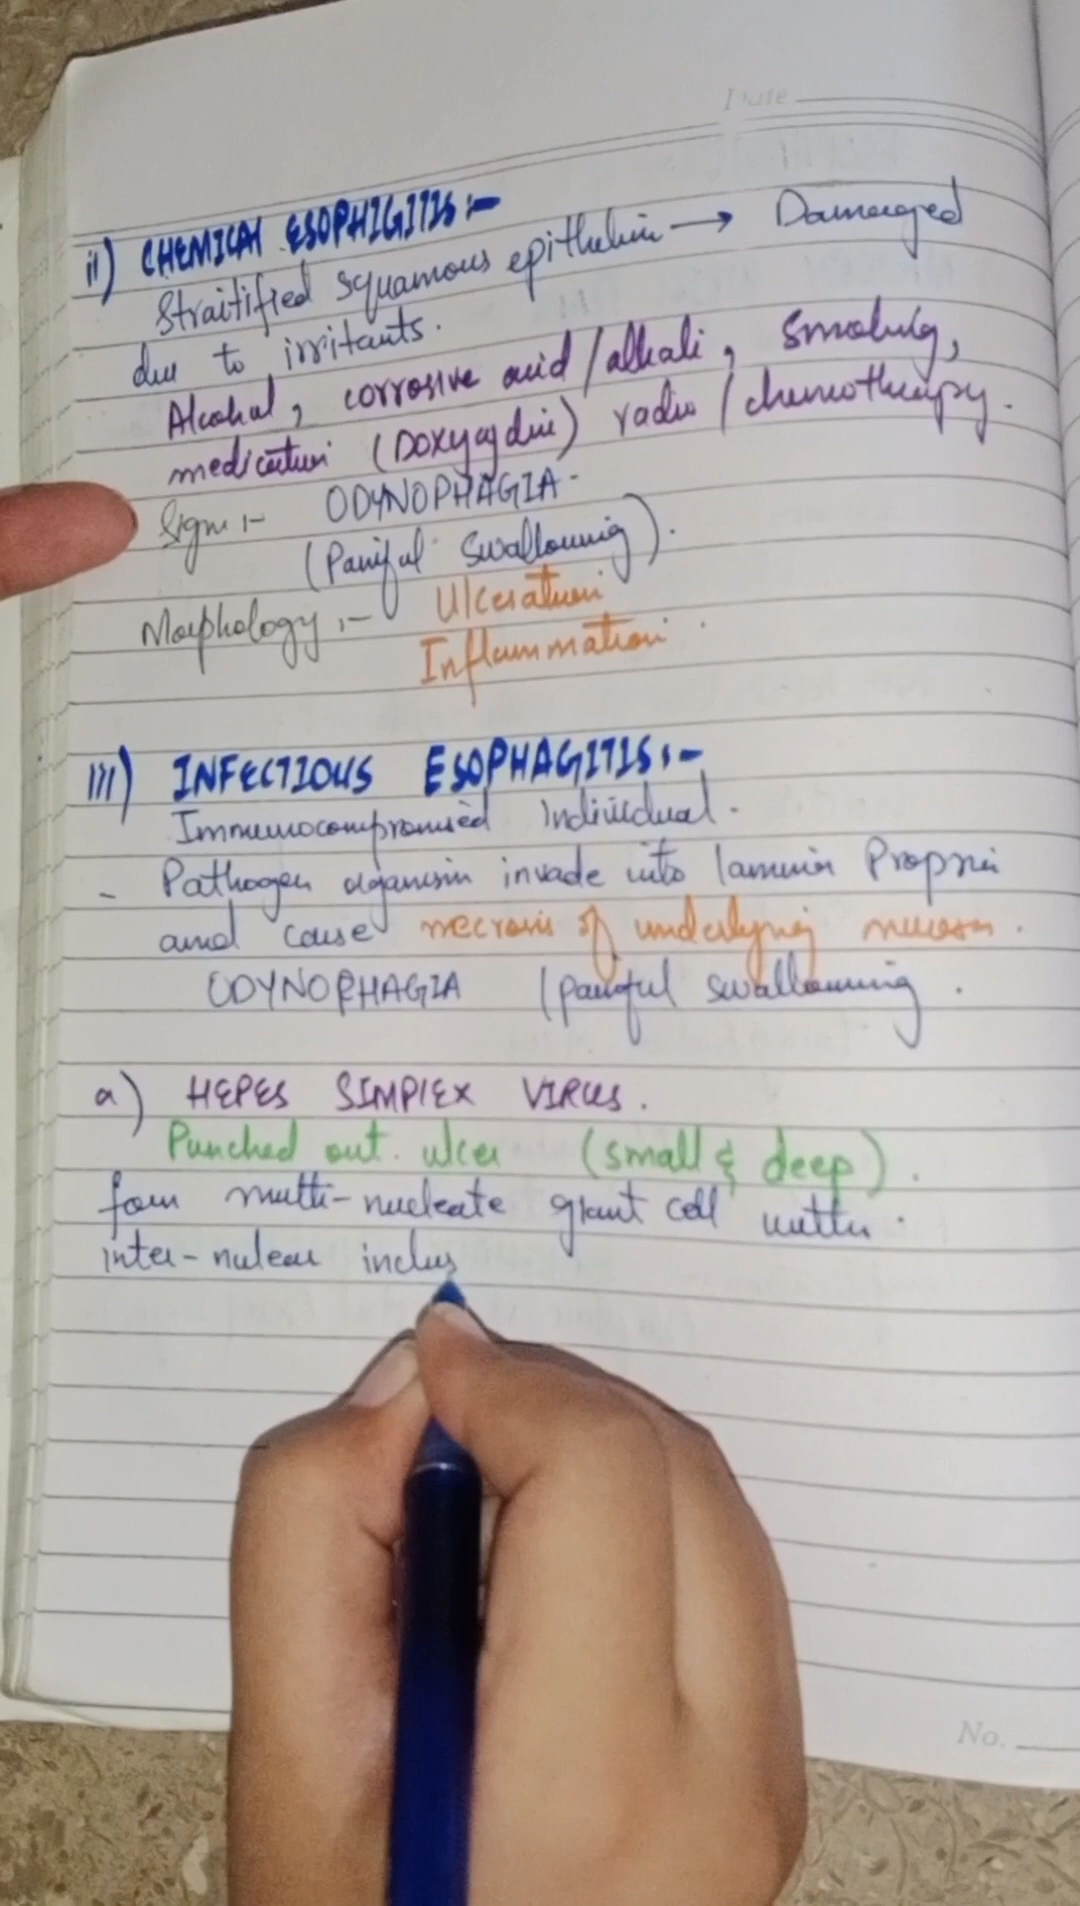 Date
ii) CHEMICAL ESOPHIGITIS:-
Straitified squamous epithelium → Damaged
due to irritants.
Alcohal, corrosive acid/alkali, Smoking,
medication (Doxycycline) radio/chemotherapy.
Sign:- ODYNOPHAGIA-
(Painful Swallowing).
Morphology:- Ulceration
Inflammation.
iii) INFECTIOUS ESOPHAGITIS:-
Immunocompromised Individual.
- Pathogen organism invade into lamina Propria
and cause necrosis of underlying mucosa.
ODYNOPHAGIA (painful swallowing.
a) HEPES SIMPLEX VIRUS.
Punched out. ulcer (small & deep).
form multi-nucleate giant cell with
inter-nulear inclus
No.